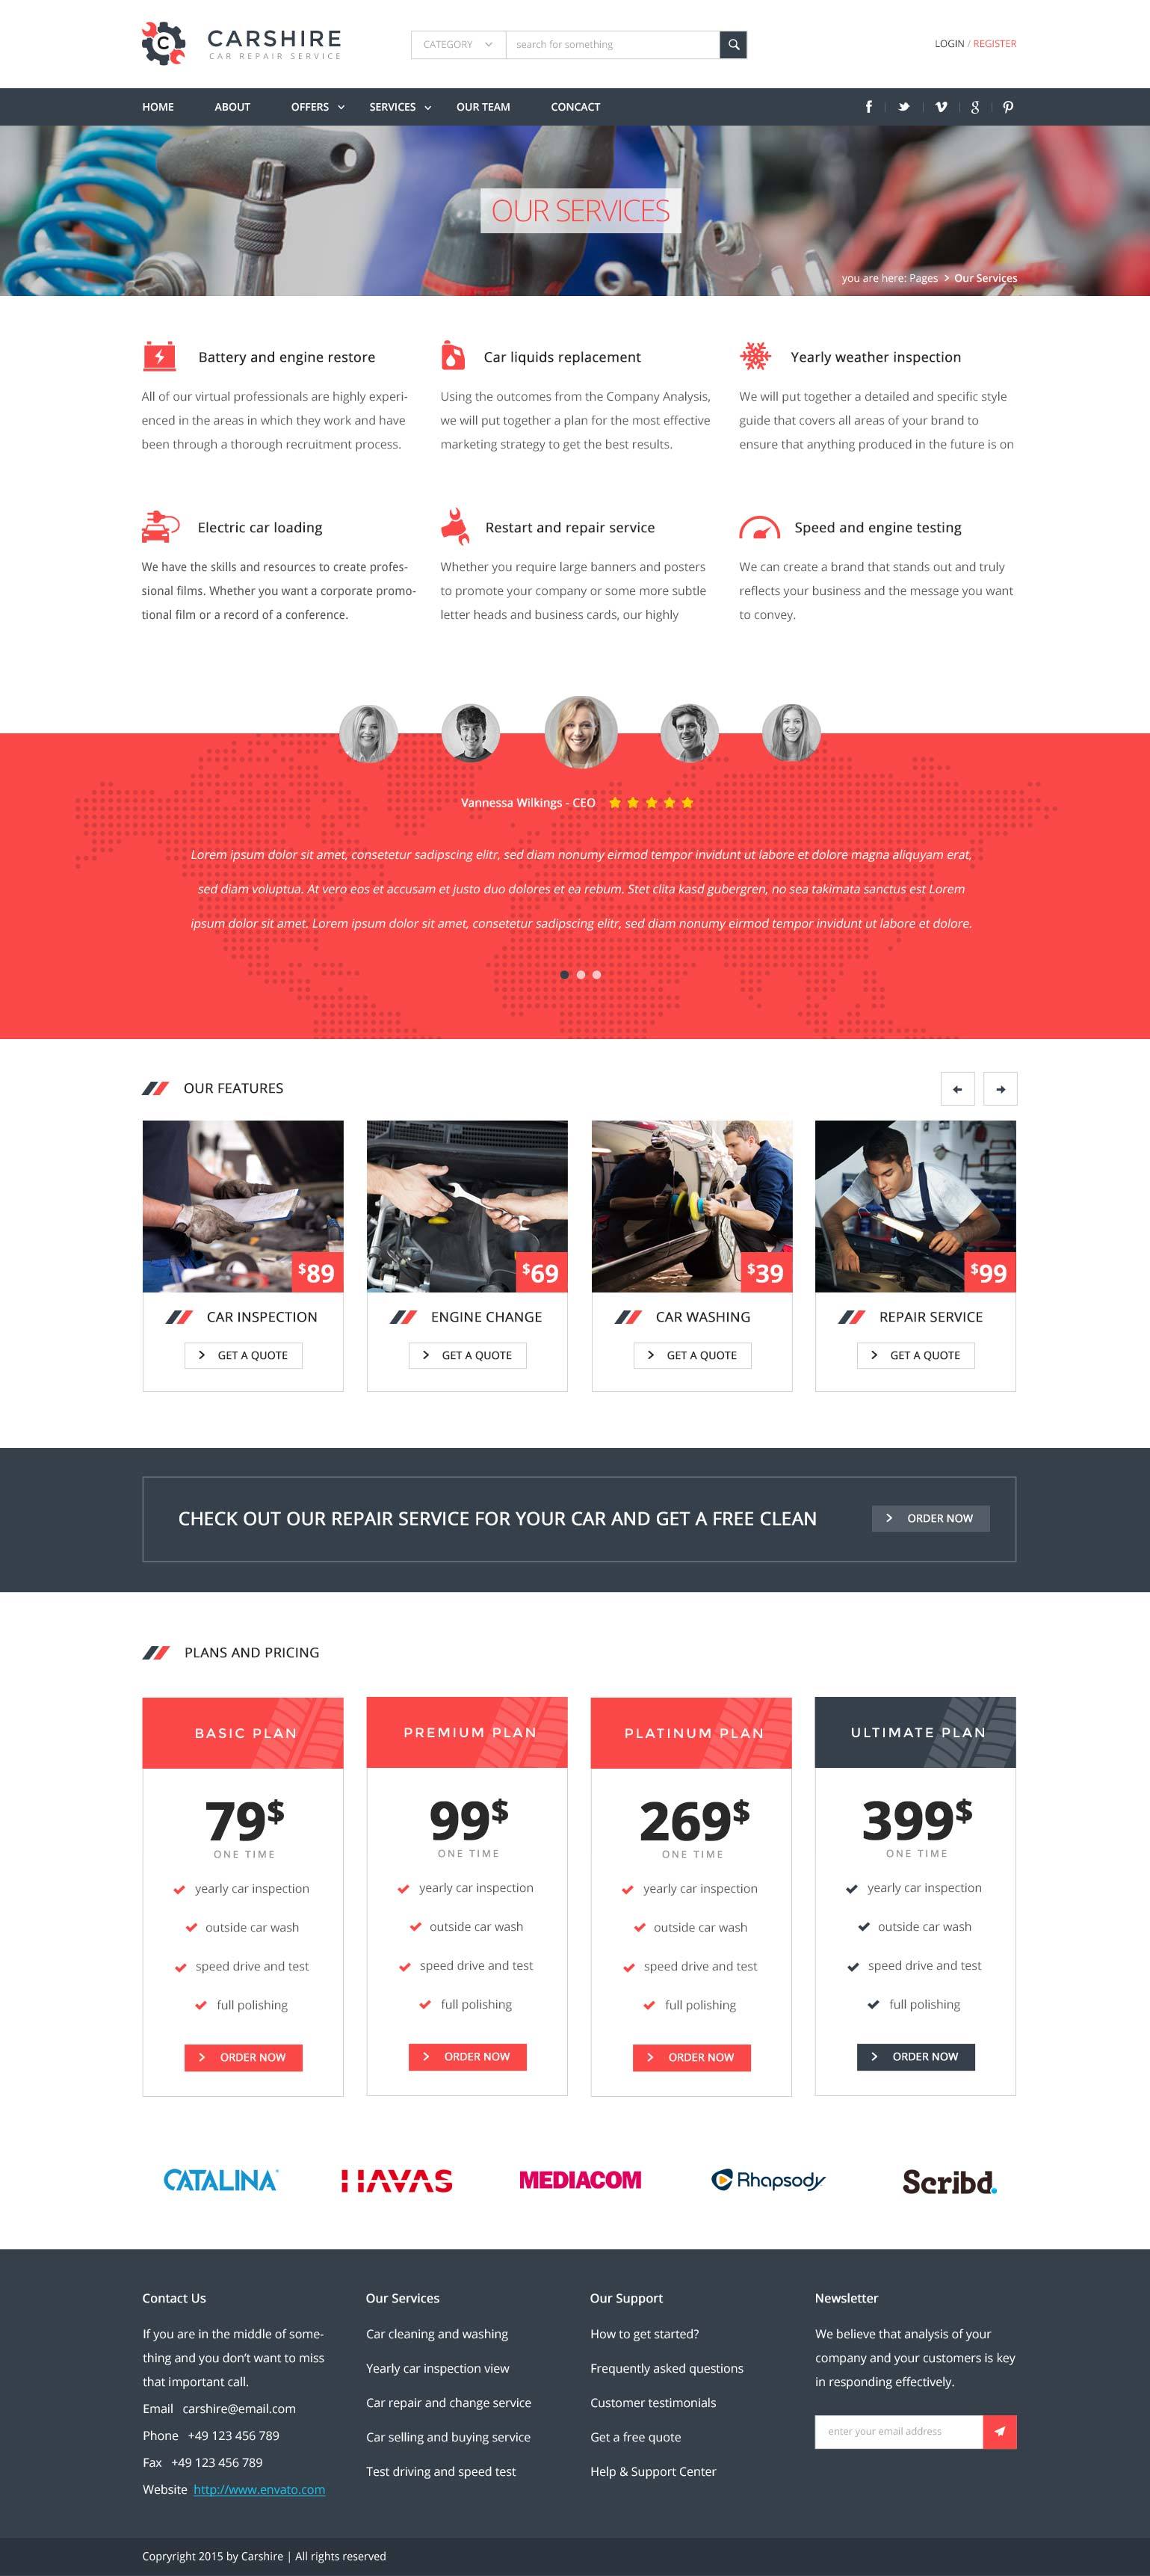 C
CARSHIRE
CAR REPAIR SERVICE
CATEGORY
search for something
LOGIN / REGISTER
HOME ABOUT OFFERS SERVICES OUR TEAM CONCACT
OUR SERVICES
you are here: Pages > Our Services
Battery and engine restore
All of our virtual professionals are highly experi-
enced in the areas in which they work and have
been through a thorough recruitment process.
Car liquids replacement
Using the outcomes from the Company Analysis,
we will put together a plan for the most effective
marketing strategy to get the best results.
Yearly weather inspection
We will put together a detailed and specific style
guide that covers all areas of your brand to
ensure that anything produced in the future is on
Electric car loading
We have the skills and resources to create profes-
sional films. Whether you want a corporate promo-
tional film or a record of a conference.
Restart and repair service
Whether you require large banners and posters
to promote your company or some more subtle
letter heads and business cards, our highly
Speed and engine testing
We can create a brand that stands out and truly
reflects your business and the message you want
to convey.
Vannessa Wilkings - CEO
Lorem ipsum dolor sit amet, consetetur sadipscing elitr, sed diam nonumy eirmod tempor invidunt ut labore et dolore magna aliquyam erat,
sed diam voluptua. At vero eos et accusam et justo duo dolores et ea rebum. Stet clita kasd gubergren, no sea takimata sanctus est Lorem
ipsum dolor sit amet. Lorem ipsum dolor sit amet, consetetur sadipscing elitr, sed diam nonumy eirmod tempor invidunt ut labore et dolore.
OUR FEATURES
$89
CAR INSPECTION
> GET A QUOTE
$69
ENGINE CHANGE
> GET A QUOTE
$39
CAR WASHING
> GET A QUOTE
$99
REPAIR SERVICE
> GET A QUOTE
CHECK OUT OUR REPAIR SERVICE FOR YOUR CAR AND GET A FREE CLEAN
> ORDER NOW
PLANS AND PRICING
BASIC PLAN
79$
ONE TIME
yearly car inspection
outside car wash
speed drive and test
full polishing
> ORDER NOW
PREMIUM PLAN
99$
ONE TIME
yearly car inspection
outside car wash
speed drive and test
full polishing
> ORDER NOW
PLATINUM PLAN
269$
ONE TIME
yearly car inspection
outside car wash
speed drive and test
full polishing
> ORDER NOW
ULTIMATE PLAN
399$
ONE TIME
yearly car inspection
outside car wash
speed drive and test
full polishing
> ORDER NOW
CATALINA
HAVAS
MEDIACOM
Rhapsody
Scribd.
Contact Us
If you are in the middle of some-
thing and you don't want to miss
that important call.
Email carshire@email.com
Phone +49 123 456 789
Fax +49 123 456 789
Website http://www.envato.com
Our Services
Car cleaning and washing
Yearly car inspection view
Car repair and change service
Car selling and buying service
Test driving and speed test
Our Support
How to get started?
Frequently asked questions
Customer testimonials
Get a free quote
Help & Support Center
Newsletter
We believe that analysis of your
company and your customers is key
in responding effectively.
enter your email address
Copryright 2015 by Carshire | All rights reserved